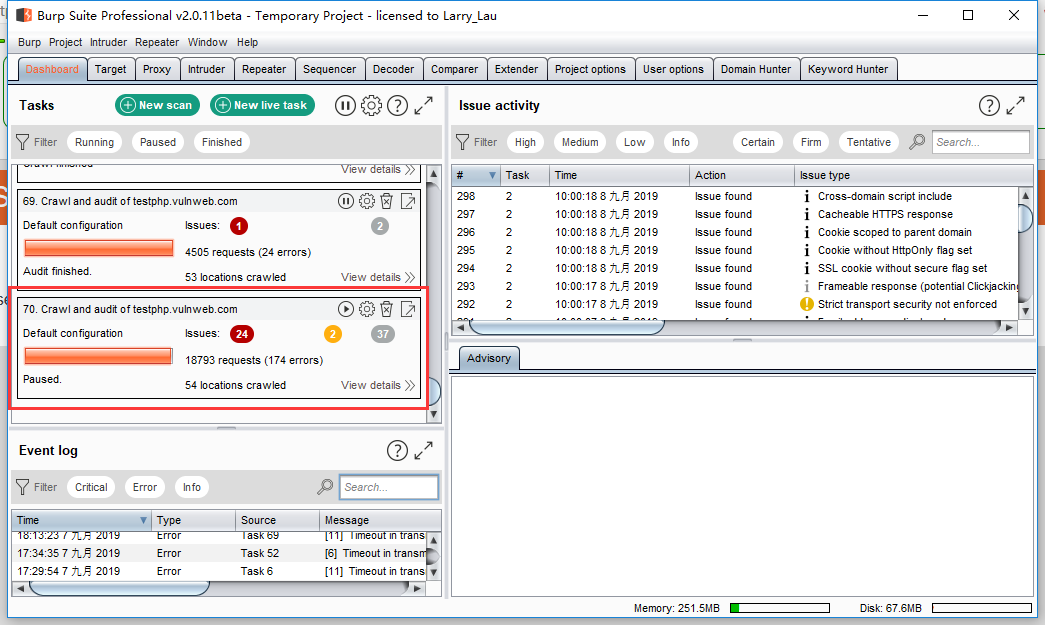 Burp Suite Professional v2.0.11beta - Temporary Project - licensed to Larry_Lau
Burp Project Intruder Repeater Window Help
Dashboard Target Proxy Intruder Repeater Sequencer Decoder Comparer Extender Project options User options Domain Hunter Keyword Hunter
Tasks New scan New live task
Filter Running Paused Finished
Crawl finished
View details
69. Crawl and audit of testphp.vulnweb.com
Default configuration Issues: 1 2
4505 requests (24 errors)
Audit finished. 53 locations crawled View details
70. Crawl and audit of testphp.vulnweb.com
Default configuration Issues: 24 2 37
18793 requests (174 errors)
Paused.
54 locations crawled View details
Event log
Filter Critical Error Info Search...
Time Type Source Message
18:13:23 7 九月 2019 Error Task 69 [11] Timeout in transm
17:34:35 7 九月 2019 Error Task 52 [6] Timeout in transm
17:29:54 7 九月 2019 Error Task 6 [11] Timeout in transm
Issue activity
Filter High Medium Low Info Certain Firm Tentative Search...
# Task Time Action Issue type
298 2 10:00:18 8 九月 2019 Issue found Cross-domain script include
297 2 10:00:18 8 九月 2019 Issue found Cacheable HTTPS response
296 2 10:00:18 8 九月 2019 Issue found Cookie scoped to parent domain
295 2 10:00:18 8 九月 2019 Issue found Cookie without HttpOnly flag set
294 2 10:00:18 8 九月 2019 Issue found SSL cookie without secure flag set
293 2 10:00:18 8 九月 2019 Issue found Frameable response (potential Clickjacking
292 2 10:00:18 8 九月 2019 Issue found Strict transport security not enforced
Advisory
Memory: 251.5MB Disk: 67.6MB